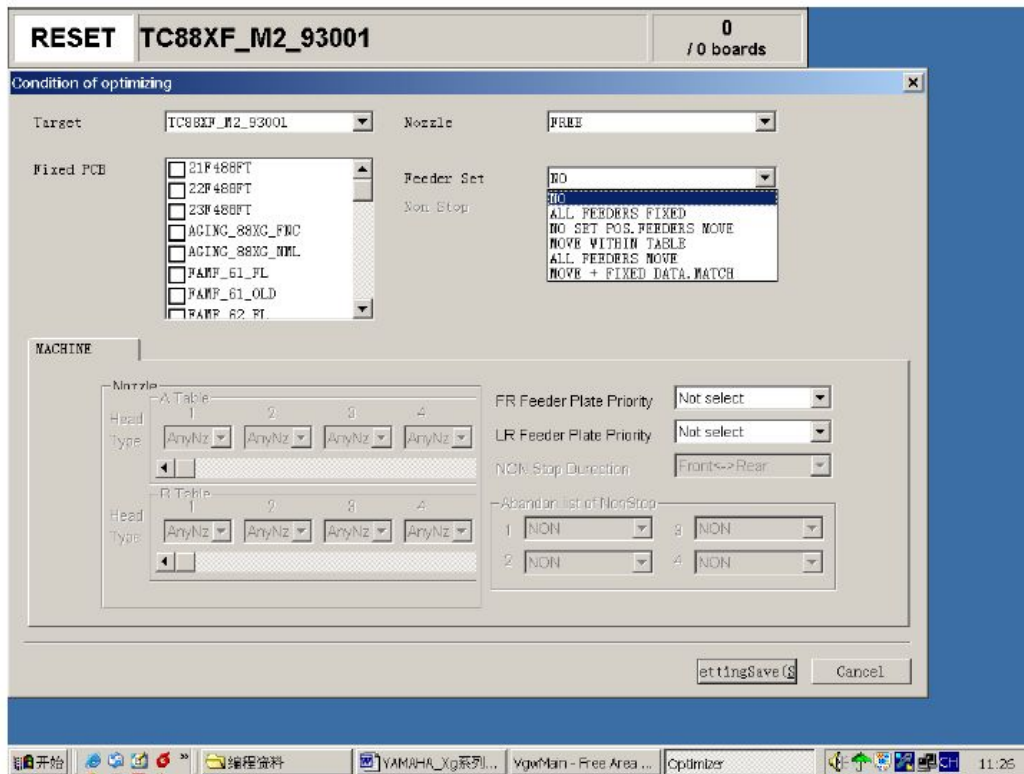 RESET TC88XF_M2_93001
0
/ 0 boards
Condition of optimizing
Target TC88XF_M2_93001 Nozzle FREE
Fixed PCB
21F488FT
22F488FT
23F488FT
AGING_88XG_FNC
AGING_88XG_NML
FAMF_61_FL
FAMF_61_OLD
FAMF_62_FL
Feeder Set NO
Non Stop
NO
ALL FEEDERS FIXED
NO SET POS.FEEDERS MOVE
MOVE WITHIN TABLE
ALL FEEDERS MOVE
MOVE + FIXED DATA.MATCH
MACHINE
Nozzle
A Table
Head 1 2 3 4
Type AnyNz AnyNz AnyNz AnyNz
B Table
Head 1 2 3 4
Type AnyNz AnyNz AnyNz AnyNz
FR Feeder Plate Priority Not select
LR Feeder Plate Priority Not select
NON Stop Durection Front<->Rear
Abandan list of NonStop
1 NON 3 NON
2 NON 4 NON
ettingSave(S Cancel
开始 » 编程资料 YAMAHA_Xg系列... VgwMain - Free Area ... Optimizer CH 11:26